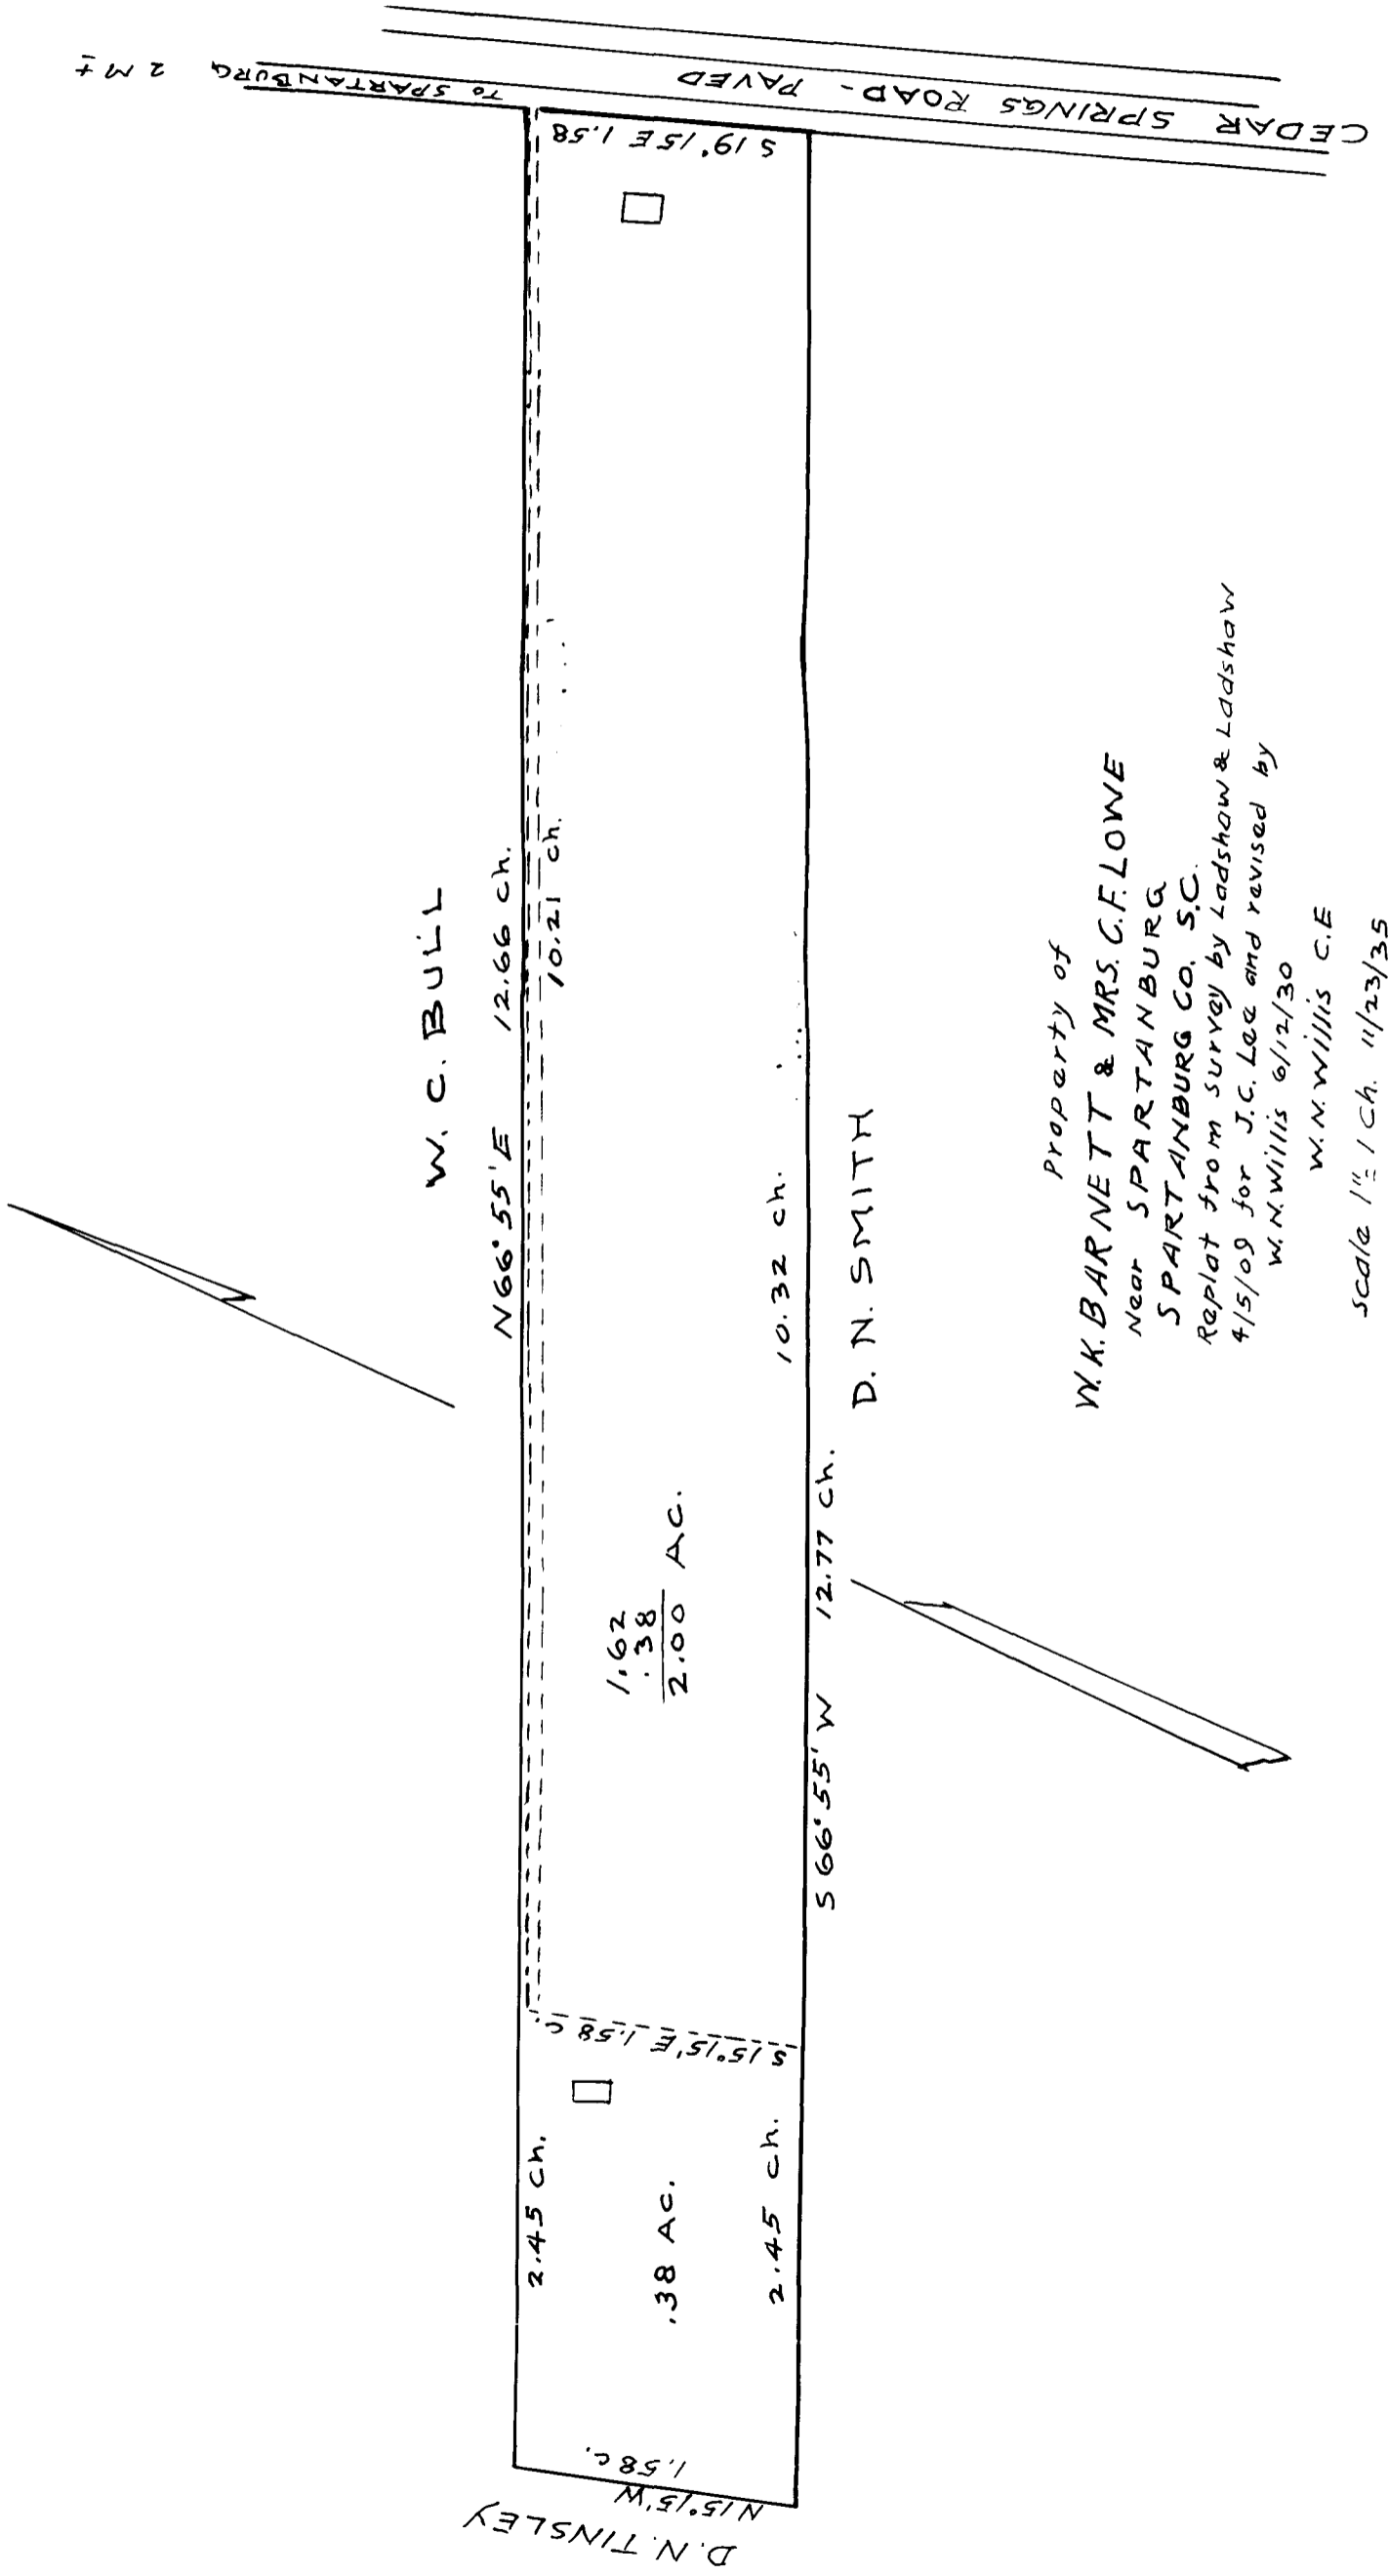 CEDAR SPRINGS ROAD - PAVED
TO SPARTANBURG 2 M ±
S 19°,15 E 1.58
W. C. BULL
N 66° 55' E 12.66 ch.
10.21 ch.
10.32 ch.
D. N. SMITH
S 66° 55' W 12.77 ch.
1.62
.38
2.00 AC.
S 15° 15' E 1.58 C.
2.45 ch.
.38 AC.
2.45 ch.
1.58 C.
N 15° 15' W
D. N. TINSLEY
Property of
W. K. BARNETT & MRS. C. F. LOWE
Near SPARTANBURG
SPARTANBURG CO. S.C.
Replat from survey by Ladshaw & Ladshaw
4/5/09 for J.C. Lee and revised by
W. N. Willis 6/12/30
W. N. Willis C.E
Scale 1" = 1 Ch. 11/23/35